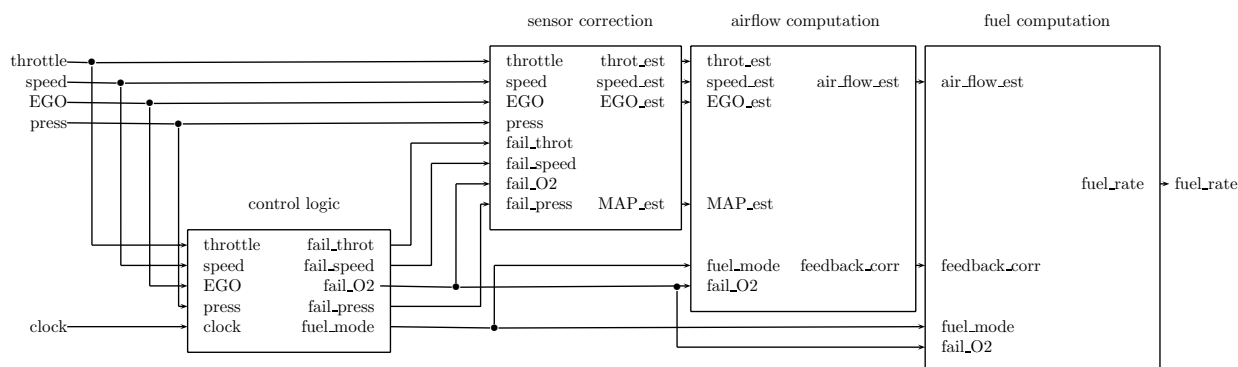 sensor correction airflow computation fuel computation
throttle throttle throt_est throt_est
speed speed speed_est speed_est air_flow_est air_flow_est
EGO EGO EGO_est EGO_est
press press
fail_throt
fail_speed
fail_O2 fuel_rate fuel_rate
control logic fail_press MAP_est MAP_est
throttle fail_throt
speed fail_speed fuel_mode feedback_corr feedback_corr
EGO fail_O2 fail_O2
press fail_press
clock clock fuel_mode fuel_mode
fail_O2